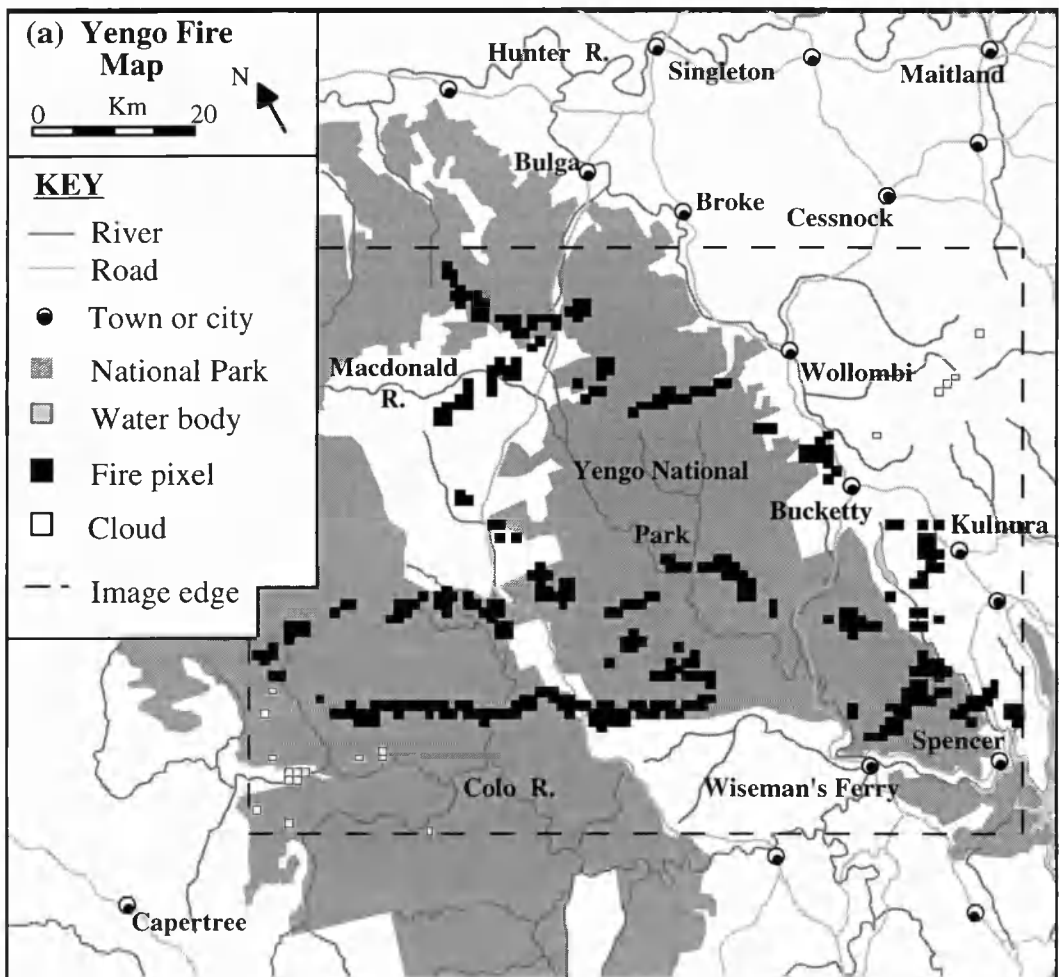 (a) Yengo Fire
Map
N
0 Km 20
KEY
River
Road
Town or city
National Park
Water body
Fire pixel
Cloud
Image edge
Hunter R.
Singleton
Maitland
Bulga
Broke
Cessnock
Macdonald
R.
Wollombi
Yengo National
Park
Bucketty
Kulnura
Spencer
Colo R.
Wiseman's Ferry
Capertree